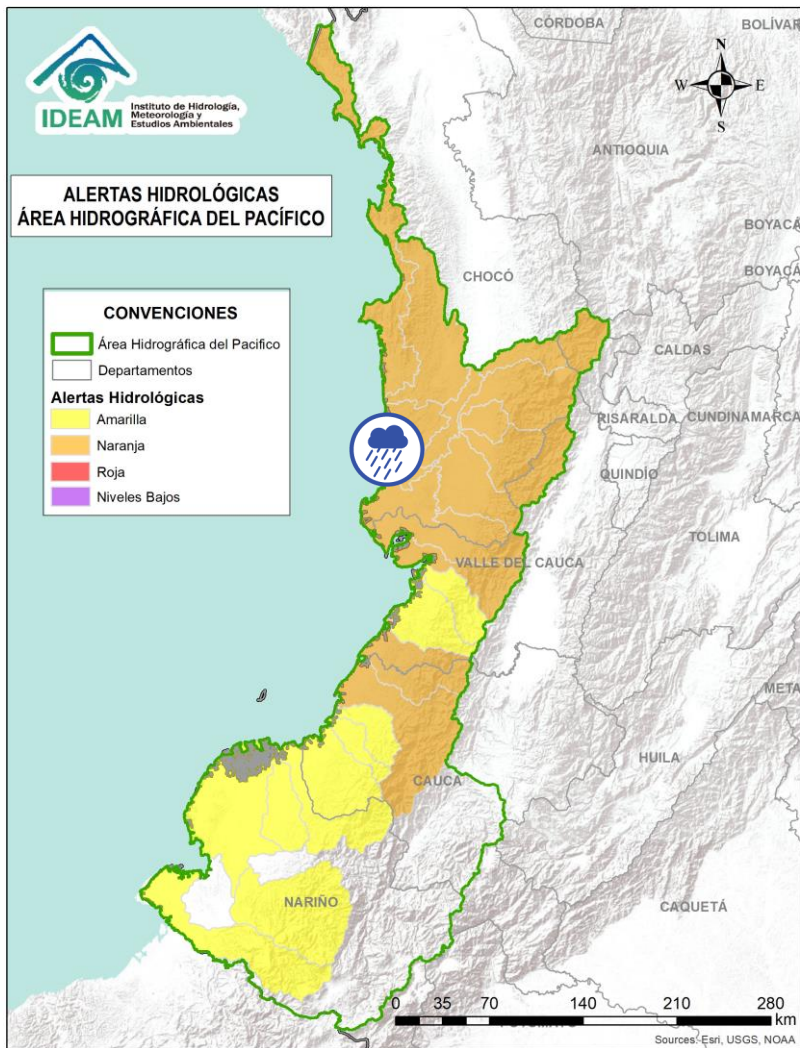 IDEAM
Instituto de Hidrología,
Meteorología y
Estudios Ambientales
ALERTAS HIDROLÓGICAS
ÁREA HIDROGRÁFICA DEL PACÍFICO
CONVENCIONES
Área Hidrográfica del Pacifico
Departamentos
Alertas Hidrológicas
Amarilla
Naranja
Roja
Niveles Bajos
CÓRDOBA
BOLÍVAR
N
W
E
S
ANTIOQUIA
BOYACÁ
BOYACÁ
CHOCÓ
CALDAS
RISARALDA
CUNDINAMARCA
QUINDÍO
TOLIMA
VALLE DEL CAUCA
META
HUILA
CAUCA
NARIÑO
CAQUETÁ
0 35 70 140 210 280
km
Sources: Esri, USGS, NOAA